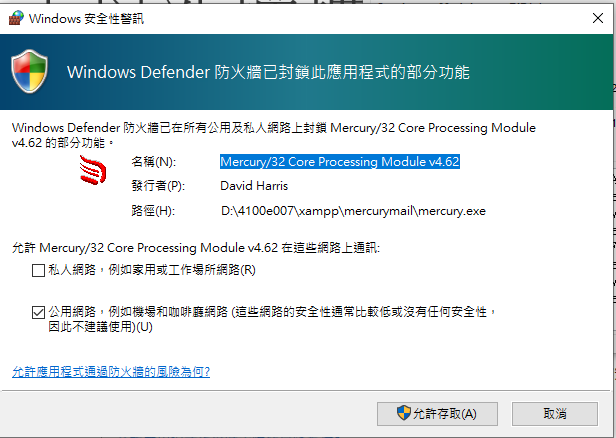 Windows 安全性警訊
Windows Defender 防火牆已封鎖此應用程式的部分功能
Windows Defender 防火牆已在所有公用及私人網路上封鎖 Mercury/32 Core Processing Module
v4.62 的部分功能。
名稱(N): Mercury/32 Core Processing Module v4.62
發行者(P): David Harris
路徑(H): D:\4100e007\xampp\mercurymail\mercury.exe
允許 Mercury/32 Core Processing Module v4.62 在這些網路上通訊:
私人網路，例如家用或工作場所網路(R)
公用網路，例如機場和咖啡廳網路 (這些網路的安全性通常比較低或沒有任何安全性，
因此不建議使用)(U)
允許應用程式通過防火牆的風險為何?
允許存取(A) 取消